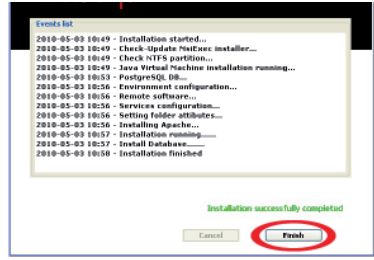 Events list
2010-05-03 10:49 - Installation started...
2010-05-03 10:49 - Check-Update MsiExec installer...
2010-05-03 10:49 - Check NTFS partition...
2010-05-03 10:49 - Java Virtual Machine installation running...
2010-05-03 10:53 - PostgreSQL DB...
2010-05-03 10:56 - Environment configuration...
2010-05-03 10:56 - Remote software...
2010-05-03 10:56 - Services configuration...
2010-05-03 10:56 - Setting folder attibutes...
2010-05-03 10:56 - Installing Apache...
2010-05-03 10:57 - Installation running......
2010-05-03 10:57 - Install Database......
2010-05-03 10:58 - Installation finished
Installation successfully completed
Cancel Finish